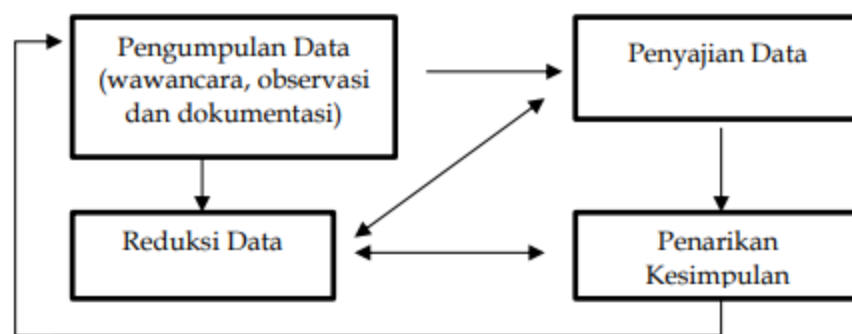 Pengumpulan Data
(wawancara, observasi
dan dokumentasi)
Penyajian Data
Reduksi Data
Penarikan
Kesimpulan